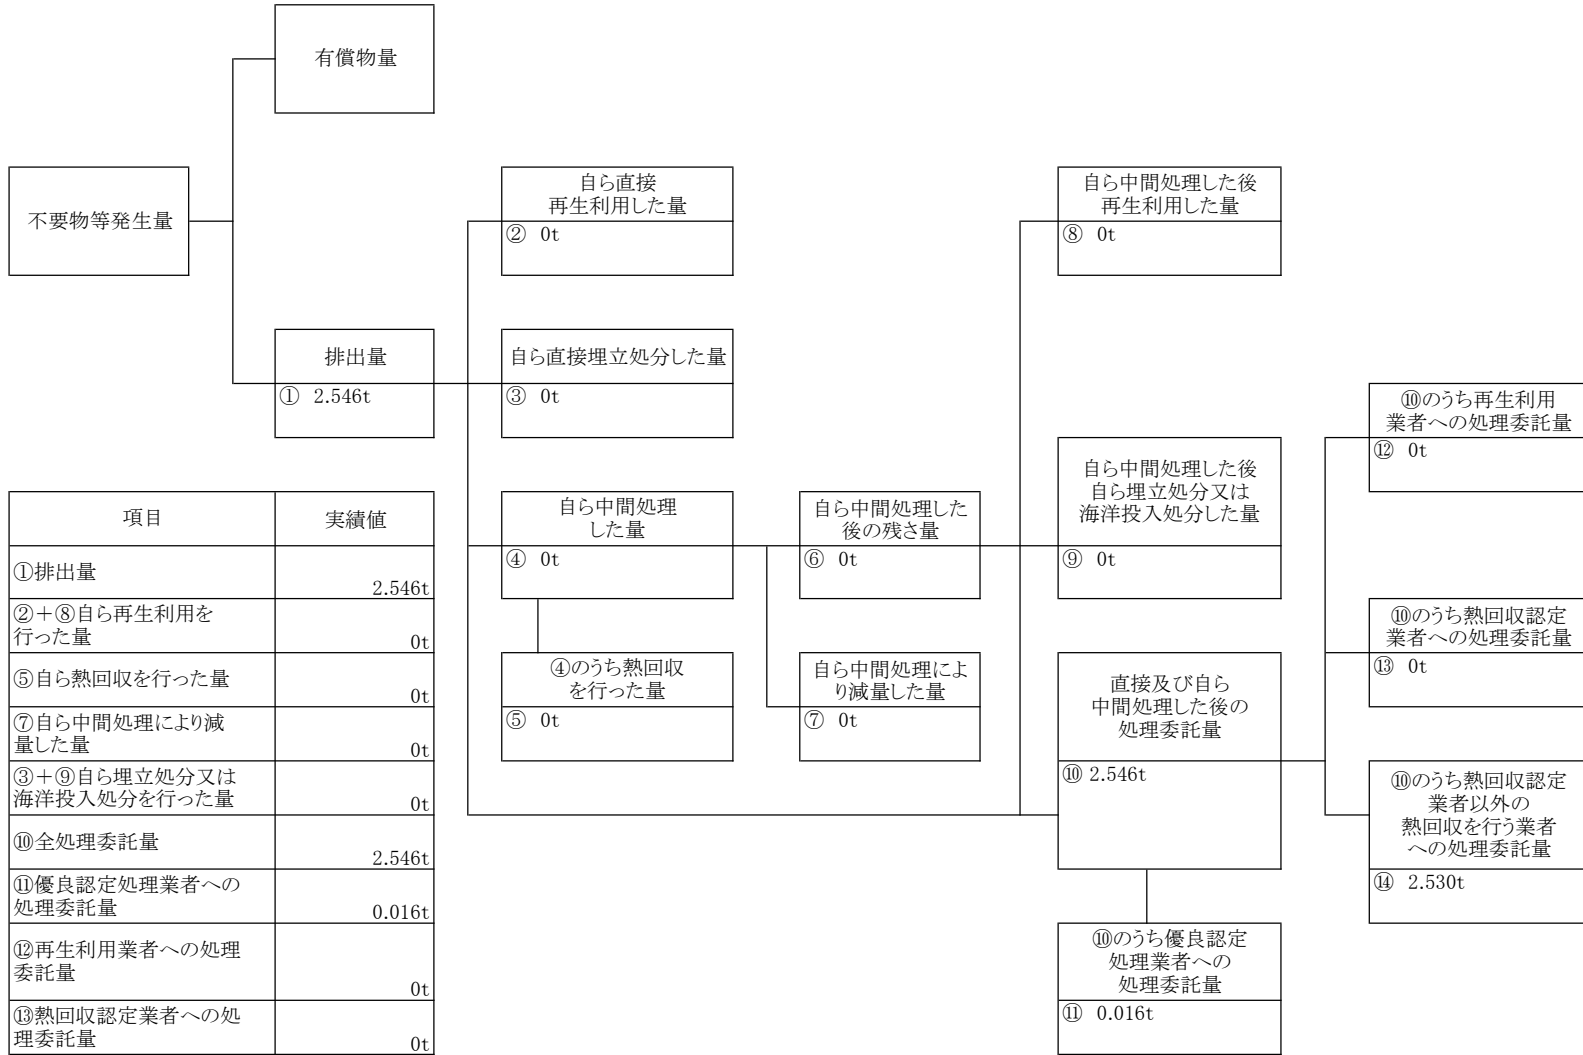 有償物量
不要物等発生量
排出量
① 2.546t
自ら直接
再生利用した量
② 0t
自ら直接埋立処分した量
③ 0t
自ら中間処理
した量
④ 0t
④のうち熱回収
を行った量
⑤ 0t
自ら中間処理した
後の残さ量
⑥ 0t
自ら中間処理によ
り減量した量
⑦ 0t
自ら中間処理した後
再生利用した量
⑧ 0t
自ら中間処理した後
自ら埋立処分又は
海洋投入処分した量
⑨ 0t
直接及び自ら
中間処理した後の
処理委託量
⑩ 2.546t
⑩のうち優良認定
処理業者への
処理委託量
⑪ 0.016t
⑩のうち再生利用
業者への処理委託量
⑫ 0t
⑩のうち熱回収認定
業者への処理委託量
⑬ 0t
⑩のうち熱回収認定
業者以外の
熱回収を行う業者
への処理委託量
⑭ 2.530t
項目 実績値
①排出量
2.546t
②+⑧自ら再生利用を
行った量 0t
⑤自ら熱回収を行った量
0t
⑦自ら中間処理により減
量した量 0t
③+⑨自ら埋立処分又は
海洋投入処分を行った量 0t
⑩全処理委託量
2.546t
⑪優良認定処理業者への
処理委託量 0.016t
⑫再生利用業者への処理
委託量
0t
⑬熱回収認定業者への処
理委託量 0t